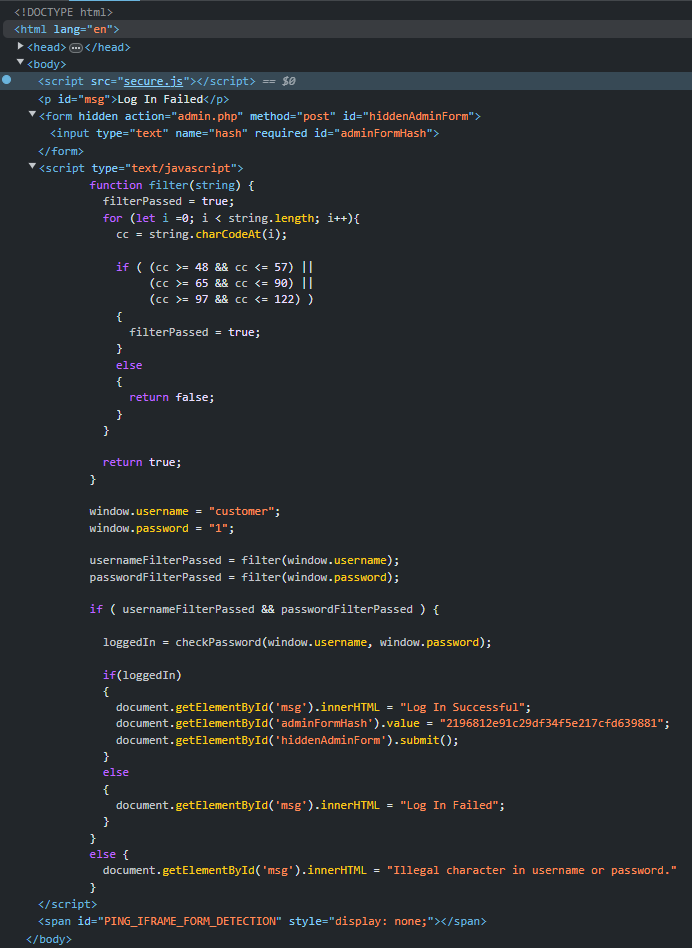 <!DOCTYPE html>
<html lang="en">
<head> ⋯ </head>
<body>
<script src="secure.js"></script> == $0
<p id="msg">Log In Failed</p>
<form hidden action="admin.php" method="post" id="hiddenAdminForm">
<input type="text" name="hash" required id="adminFormHash">
</form>
<script type="text/javascript">
function filter(string) {
filterPassed = true;
for (let i =0; i < string.length; i++){
cc = string.charCodeAt(i);
if ( (cc >= 48 && cc <= 57) ||
(cc >= 65 && cc <= 90) ||
(cc >= 97 && cc <= 122) )
{
filterPassed = true;
}
else
{
return false;
}
}
return true;
}
window.username = "customer";
window.password = "1";
usernameFilterPassed = filter(window.username);
passwordFilterPassed = filter(window.password);
if ( usernameFilterPassed && passwordFilterPassed ) {
loggedIn = checkPassword(window.username, window.password);
if(loggedIn)
{
document.getElementById('msg').innerHTML = "Log In Successful";
document.getElementById('adminFormHash').value = "2196812e91c29df34f5e217cfd639881";
document.getElementById('hiddenAdminForm').submit();
}
else
{
document.getElementById('msg').innerHTML = "Log In Failed";
}
}
else {
document.getElementById('msg').innerHTML = "Illegal character in username or password."
}
</script>
<span id="PING_IFRAME_FORM_DETECTION" style="display: none;"></span>
</body>